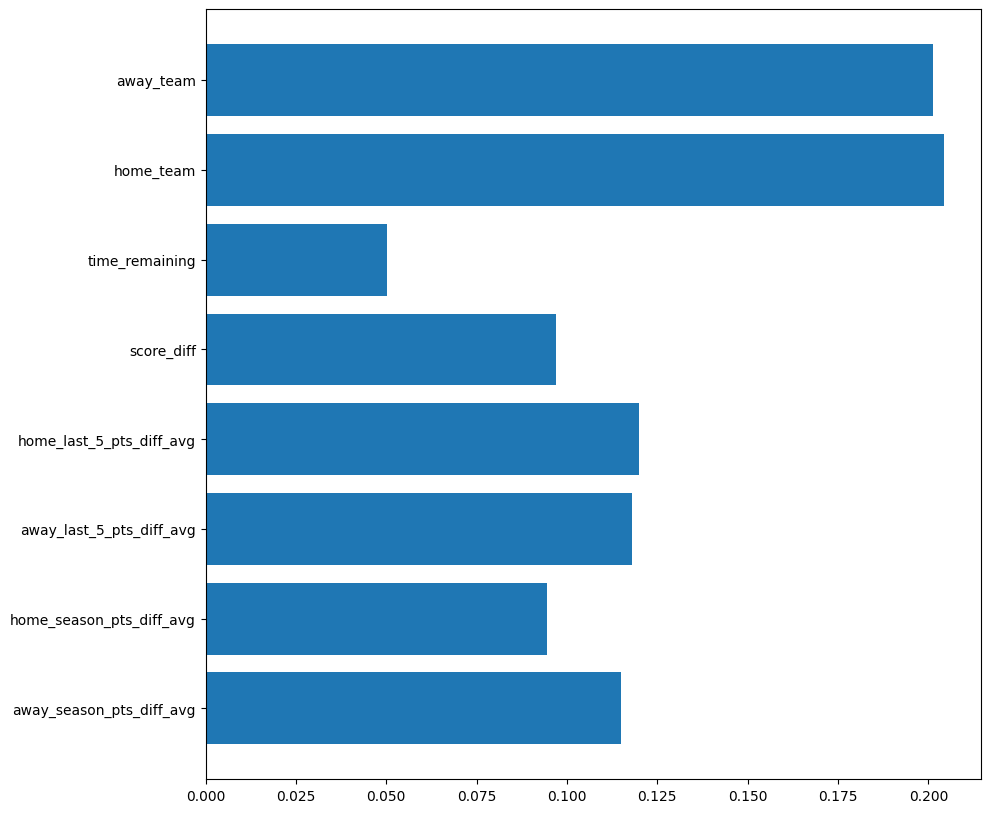 away_team
home_team
time_remaining
score_diff
home_last_5_pts_diff_avg
away_last_5_pts_diff_avg
home_season_pts_diff_avg
away_season_pts_diff_avg
0.000 0.025 0.050 0.075 0.100 0.125 0.150 0.175 0.200